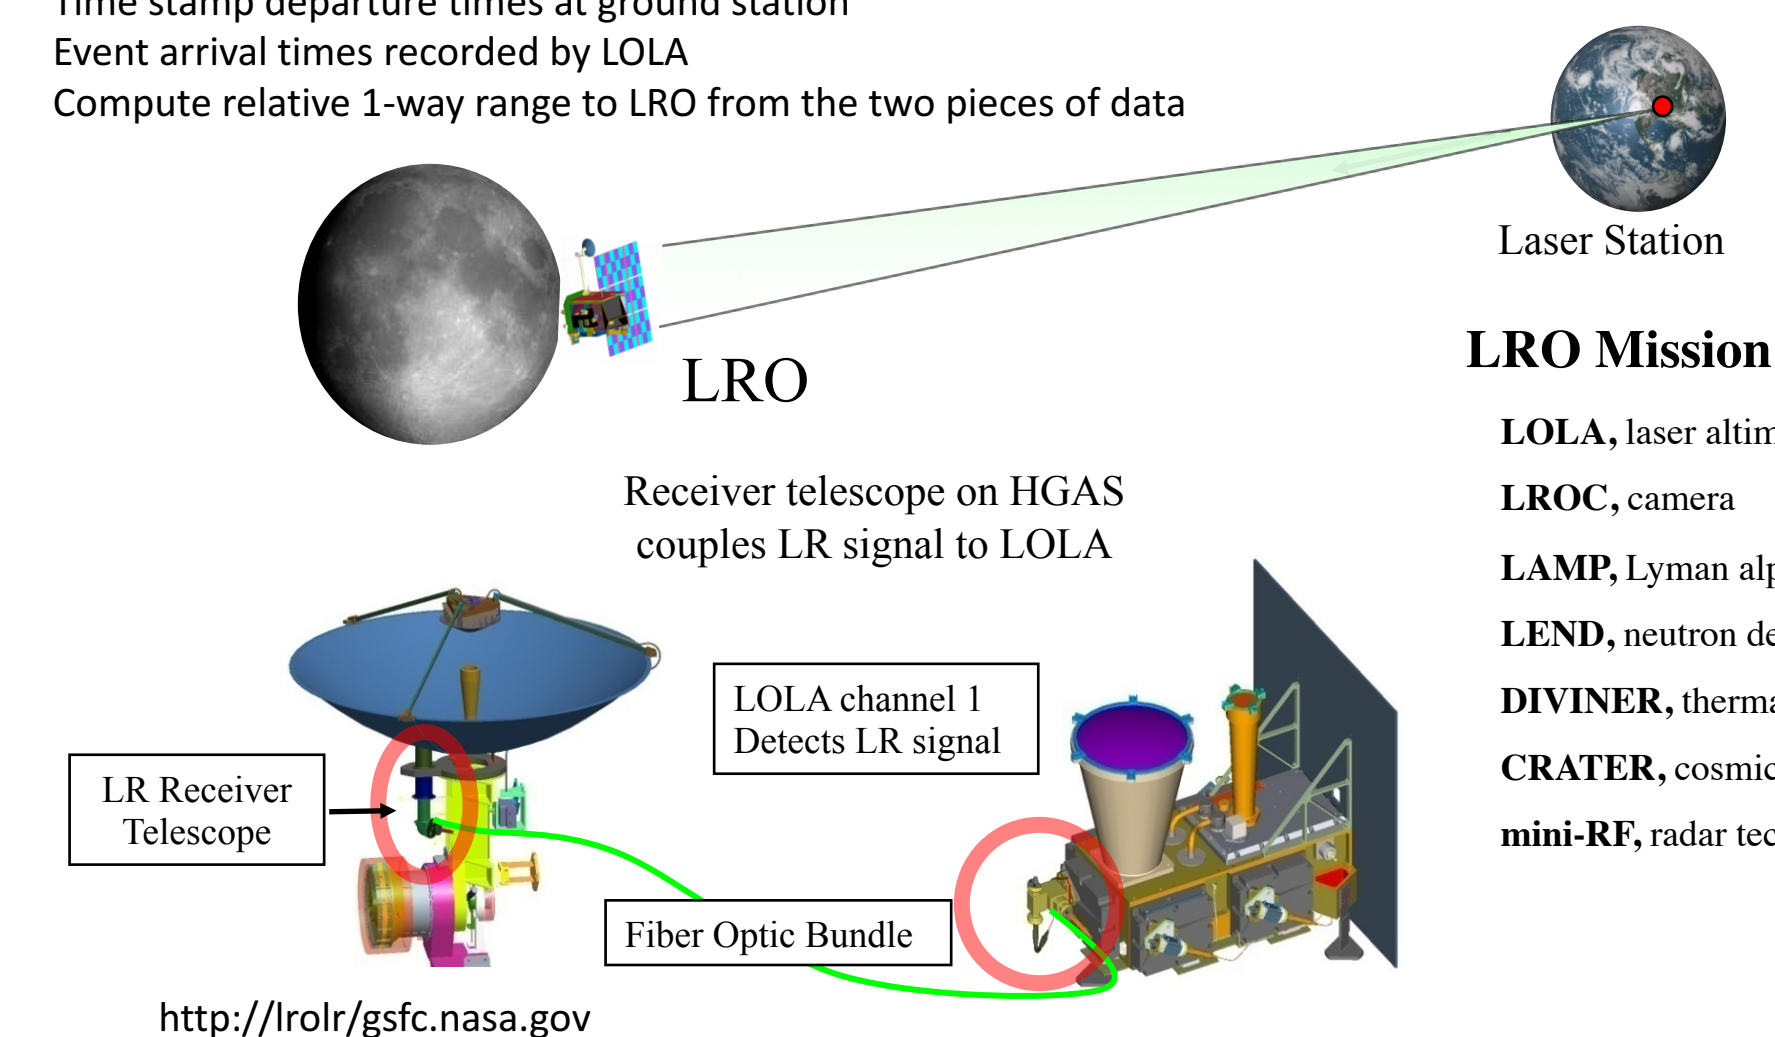 Time stamp departure times at ground station
Event arrival times recorded by LOLA
Compute relative 1-way range to LRO from the two pieces of data
Laser Station
LRO
LRO Mission
LOLA, laser altim
LROC, camera
LAMP, Lyman alp
LEND, neutron de
DIVINER, therma
CRATER, cosmic
mini-RF, radar tec
Receiver telescope on HGAS
couples LR signal to LOLA
LOLA channel 1
Detects LR signal
LR Receiver
Telescope
Fiber Optic Bundle
http://lrolr/gsfc.nasa.gov